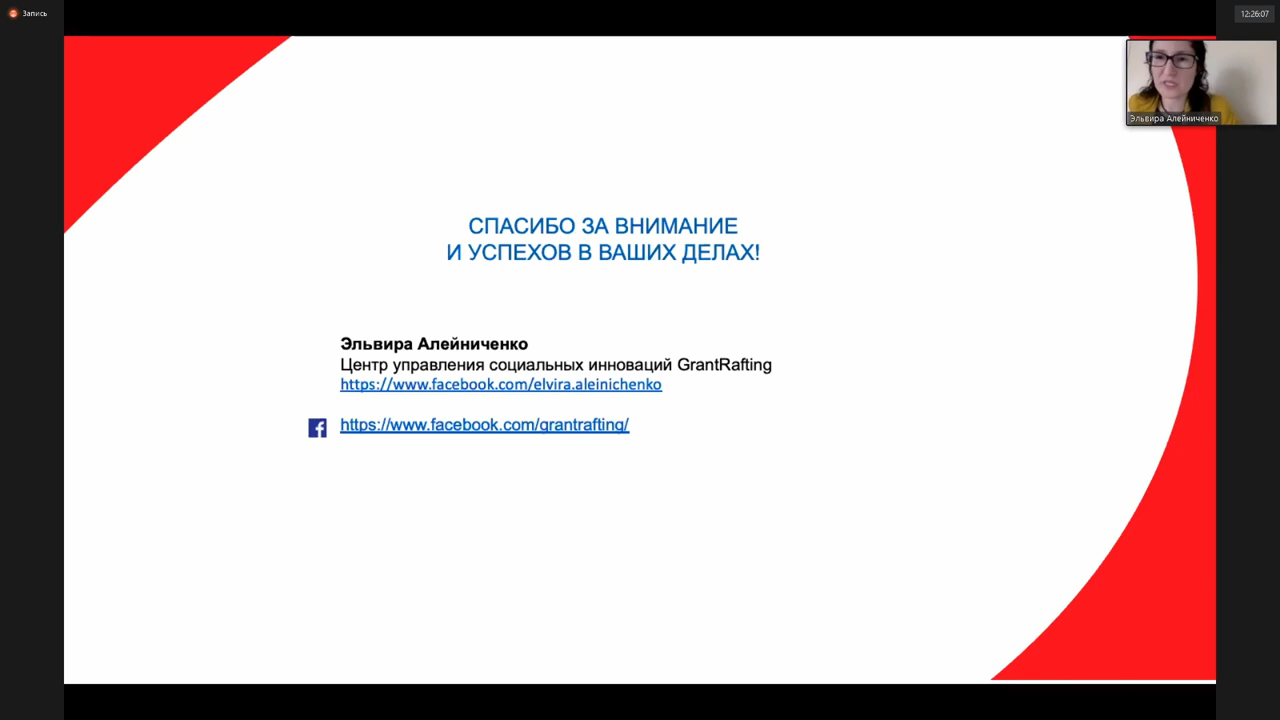 Запись
12:26:07
Эльвира Алейниченко
СПАСИБО ЗА ВНИМАНИЕ
И УСПЕХОВ В ВАШИХ ДЕЛАХ!
Эльвира Алейниченко
Центр управления социальных инноваций GrantRafting
https://www.facebook.com/elvira.aleinichenko
https://www.facebook.com/grantrafting/